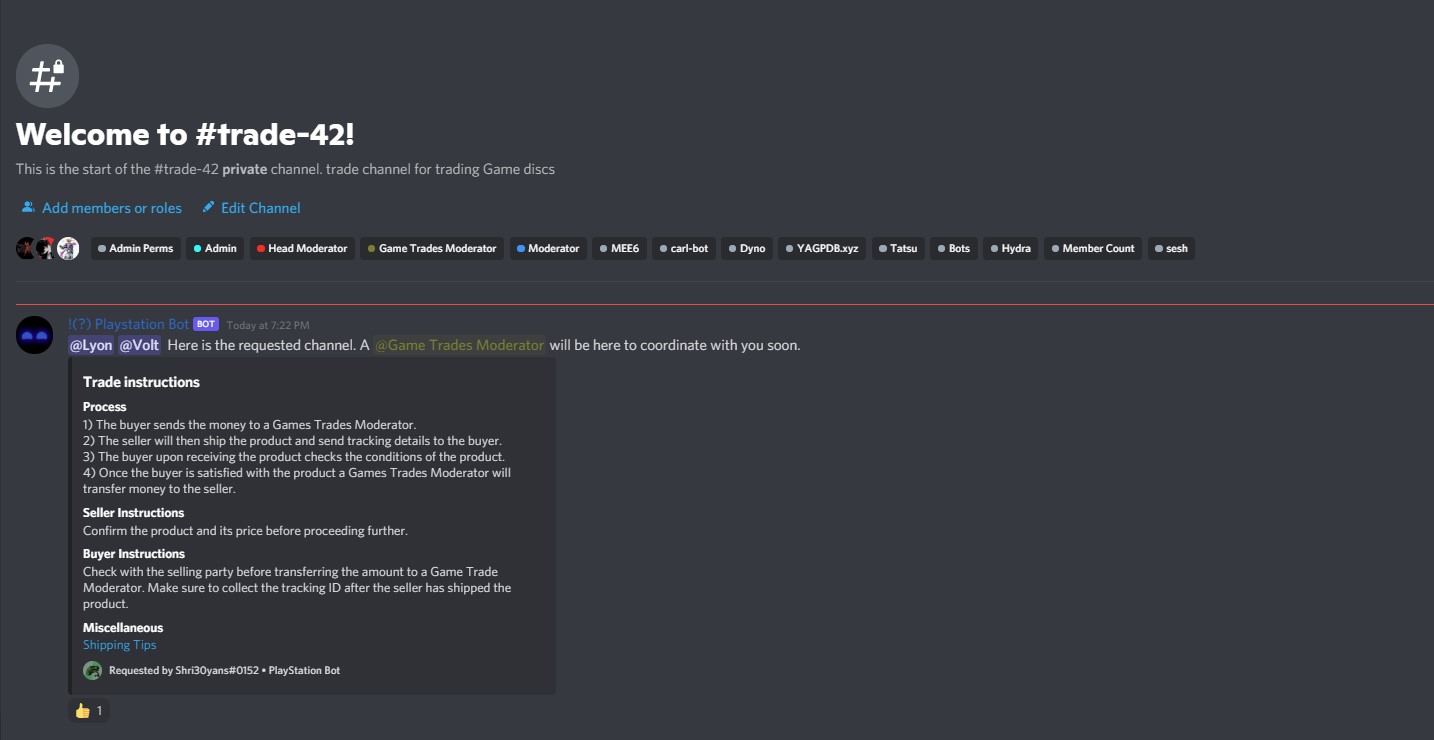 Welcome to #trade-42!
This is the start of the #trade-42 private channel. trade channel for trading Game discs
Add members or roles Edit Channel
Admin Perms Admin Head Moderator Game Trades Moderator Moderator MEE6 carl-bot Dyno YAGPDB.xyz Tatsu Bots Hydra Member Count sesh
!(?) Playstation Bot BOT Today at 7:22 PM
@Lyon @Volt Here is the requested channel. A @Game Trades Moderator will be here to coordinate with you soon.
Trade instructions
Process
1) The buyer sends the money to a Games Trades Moderator.
2) The seller will then ship the product and send tracking details to the buyer.
3) The buyer upon receiving the product checks the conditions of the product.
4) Once the buyer is satisfied with the product a Games Trades Moderator will
transfer money to the seller.
Seller Instructions
Confirm the product and its price before proceeding further.
Buyer Instructions
Check with the selling party before transferring the amount to a Game Trade
Moderator. Make sure to collect the tracking ID after the seller has shipped the
product.
Miscellaneous
Shipping Tips
Requested by Shri30yans#0152 • PlayStation Bot
👍 1